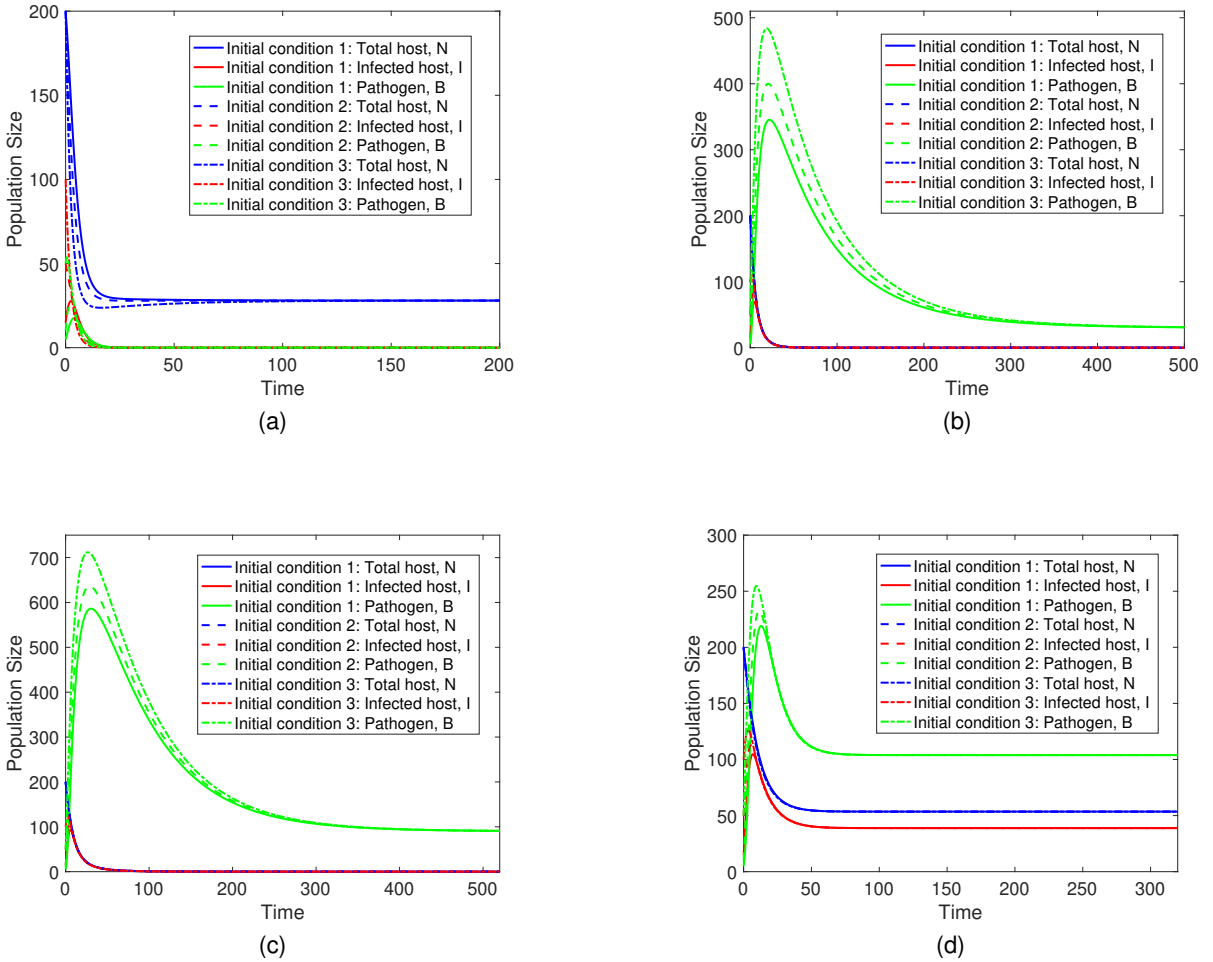 200
150
100
50
0
Population Size
0
50
100
150
200
Time
Initial condition 1: Total host, N
Initial condition 1: Infected host, I
Initial condition 1: Pathogen, B
Initial condition 2: Total host, N
Initial condition 2: Infected host, I
Initial condition 2: Pathogen, B
Initial condition 3: Total host, N
Initial condition 3: Infected host, I
Initial condition 3: Pathogen, B
(a)
500
400
300
200
100
0
Population Size
0
100
200
300
400
500
Time
Initial condition 1: Total host, N
Initial condition 1: Infected host, I
Initial condition 1: Pathogen, B
Initial condition 2: Total host, N
Initial condition 2: Infected host, I
Initial condition 2: Pathogen, B
Initial condition 3: Total host, N
Initial condition 3: Infected host, I
Initial condition 3: Pathogen, B
(b)
700
600
500
400
300
200
100
0
Population Size
0
100
200
300
400
500
Time
Initial condition 1: Total host, N
Initial condition 1: Infected host, I
Initial condition 1: Pathogen, B
Initial condition 2: Total host, N
Initial condition 2: Infected host, I
Initial condition 2: Pathogen, B
Initial condition 3: Total host, N
Initial condition 3: Infected host, I
Initial condition 3: Pathogen, B
(c)
300
250
200
150
100
50
0
Population Size
0
50
100
150
200
250
300
Time
Initial condition 1: Total host, N
Initial condition 1: Infected host, I
Initial condition 1: Pathogen, B
Initial condition 2: Total host, N
Initial condition 2: Infected host, I
Initial condition 2: Pathogen, B
Initial condition 3: Total host, N
Initial condition 3: Infected host, I
Initial condition 3: Pathogen, B
(d)